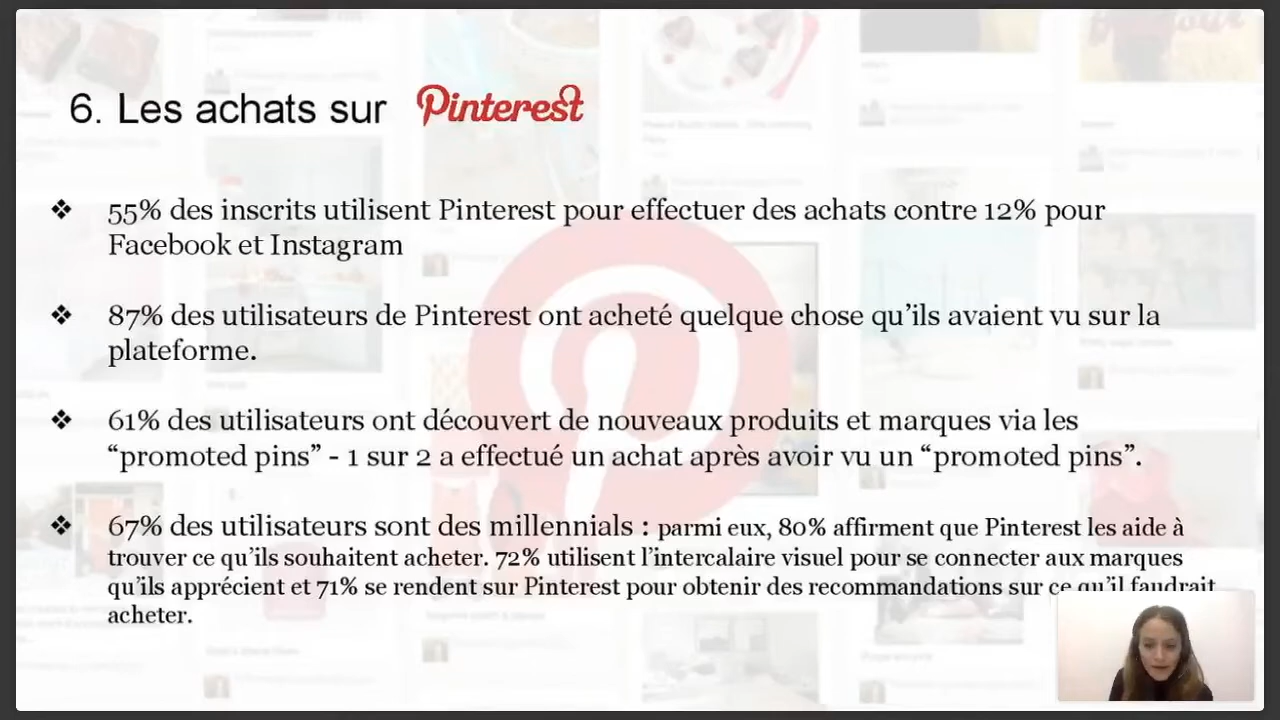 6. Les achats sur Pinterest
❖ 55% des inscrits utilisent Pinterest pour effectuer des achats contre 12% pour
Facebook et Instagram
❖ 87% des utilisateurs de Pinterest ont acheté quelque chose qu’ils avaient vu sur la
plateforme.
❖ 61% des utilisateurs ont découvert de nouveaux produits et marques via les
“promoted pins” - 1 sur 2 a effectué un achat après avoir vu un “promoted pins”.
❖ 67% des utilisateurs sont des millennials : parmi eux, 80% affirment que Pinterest les aide à
trouver ce qu’ils souhaitent acheter. 72% utilisent l’intercalaire visuel pour se connecter aux marques
qu’ils apprécient et 71% se rendent sur Pinterest pour obtenir des recommandations sur ce qu’il faudrait
acheter.